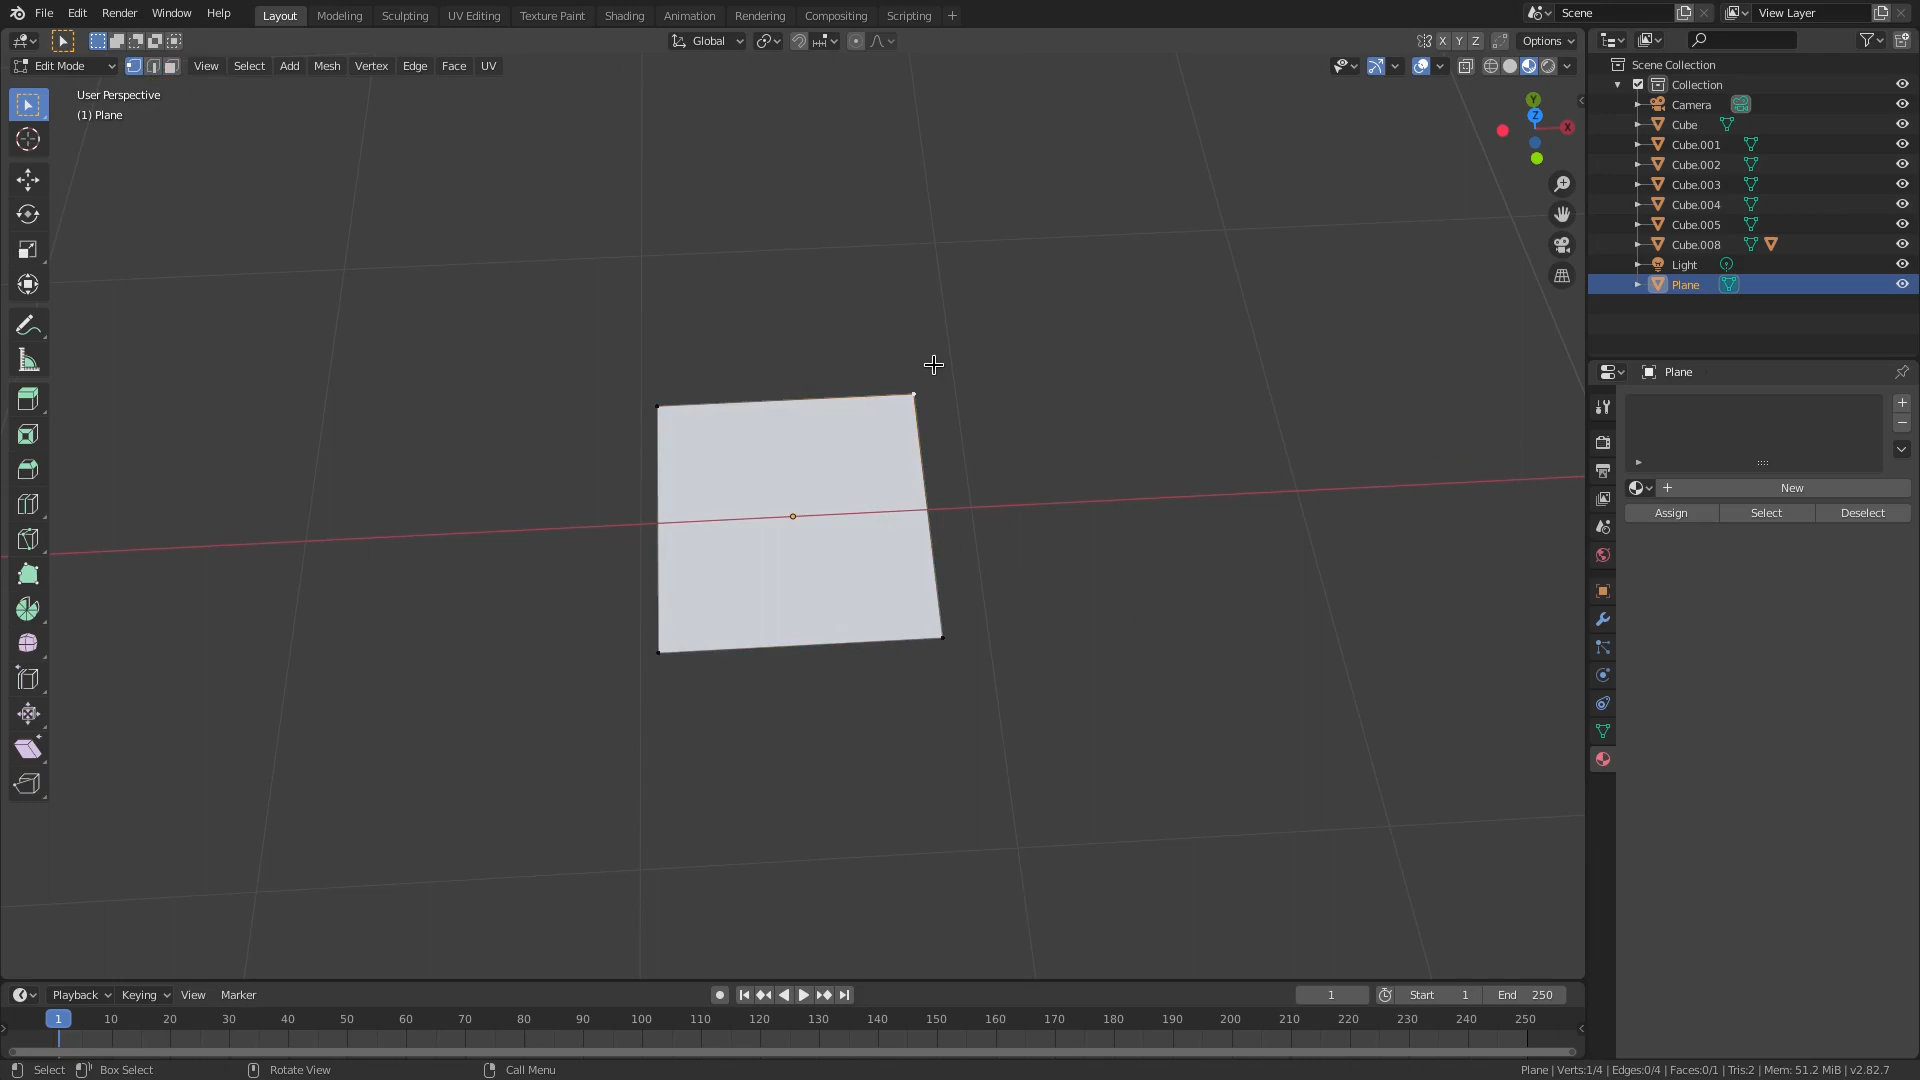 File Edit Render Window Help Layout Modeling Sculpting UV Editing Texture Paint Shading Animation Rendering Compositing Scripting + Scene View Layer
Global X Y Z Options
Edit Mode View Select Add Mesh Vertex Edge Face UV
User Perspective
(1) Plane
Y
Z
X
Scene Collection
Collection
Camera
Cube
Cube.001
Cube.002
Cube.003
Cube.004
Cube.005
Cube.008
Light
Plane
Plane
New
Assign Select Deselect
Playback Keying View Marker 1 Start 1 End 250
1 10 20 30 40 50 60 70 80 90 100 110 120 130 140 150 160 170 180 190 200 210 220 230 240 250
Select Box Select Rotate View Call Menu Plane | Verts:1/4 | Edges:0/4 | Faces:0/1 | Tris:2 | Mem: 51.2 MiB | v2.82.7